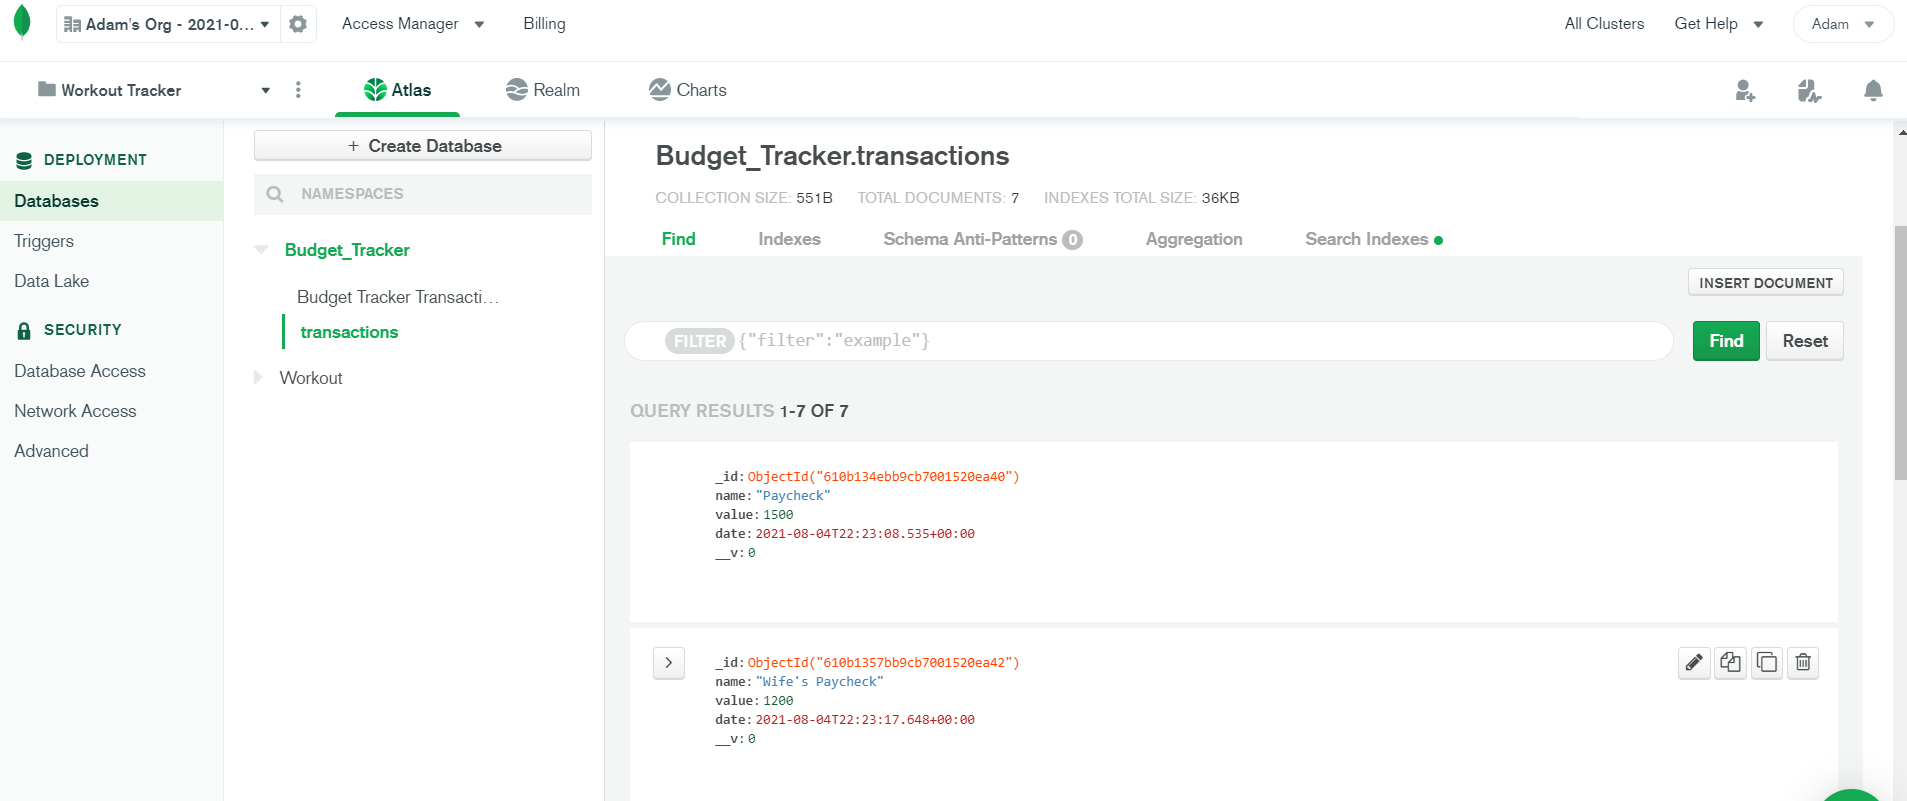 Adam's Org - 2021-0...
Access Manager
Billing
All Clusters
Get Help
Adam
Workout Tracker
Atlas
Realm
Charts
DEPLOYMENT
Databases
Triggers
Data Lake
SECURITY
Database Access
Network Access
Advanced
+ Create Database
NAMESPACES
Budget_Tracker
Budget Tracker Transacti...
transactions
Workout
Budget_Tracker.transactions
COLLECTION SIZE: 551B TOTAL DOCUMENTS: 7 INDEXES TOTAL SIZE: 36KB
Find Indexes Schema Anti-Patterns 0 Aggregation Search Indexes
INSERT DOCUMENT
FILTER {"filter":"example"}
Find
Reset
QUERY RESULTS 1-7 OF 7
_id: ObjectId("610b134ebb9cb7001520ea40")
name: "Paycheck"
value: 1500
date: 2021-08-04T22:23:08.535+00:00
__v: 0
_id: ObjectId("610b1357bb9cb7001520ea42")
name: "Wife's Paycheck"
value: 1200
date: 2021-08-04T22:23:17.648+00:00
__v: 0